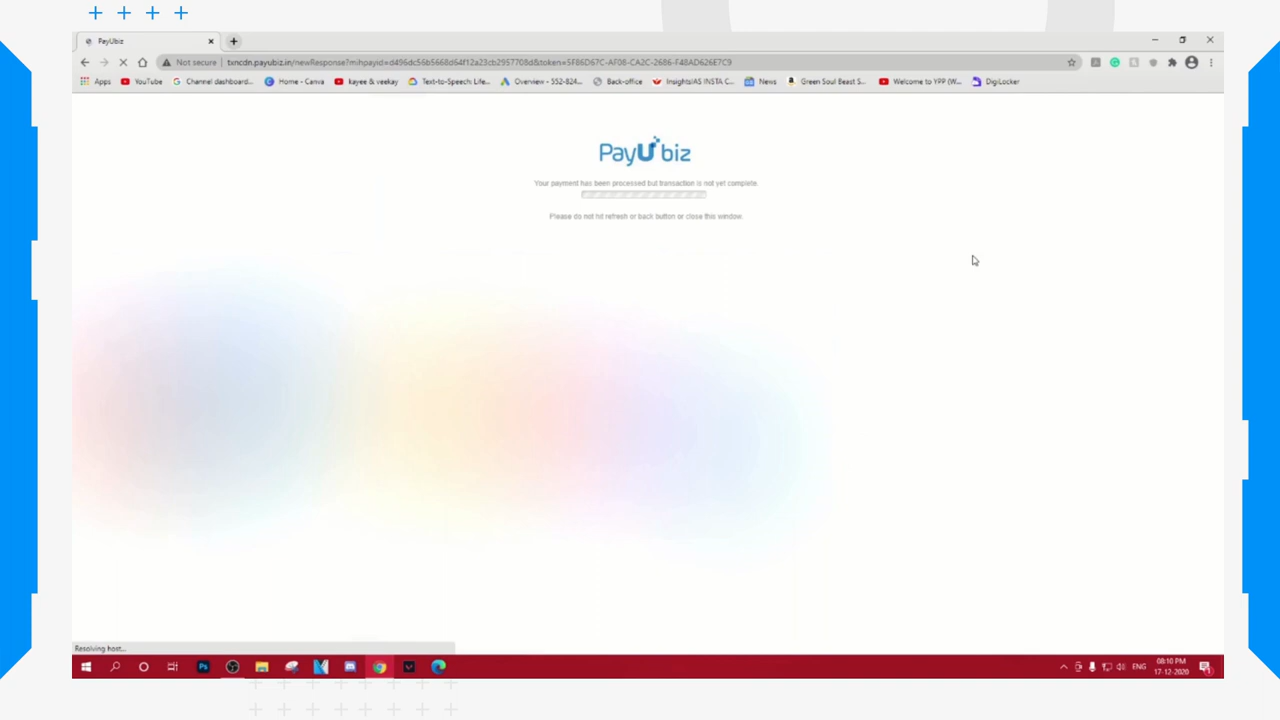 PayUbiz
Not secure txncdn.payubiz.in/newResponse?mihpayid=d496dc56b5668d64f12a23cb2957708d&token=5F86D67C-AF08-CA2C-2686-F48AD626E7C9
Apps YouTube Channel dashboard... Home - Canva kayee & veekay Text-to-Speech Life... Overview - 552-824... Back-office InsightsIAS INSTA C... News Green Soul Beast S... Welcome to YPP (W... DigiLocker
PayU biz
Your payment has been processed but transaction is not yet complete.
Please do not hit refresh or back button or close this window.
Resolving host...
Ps
ENG
08:10 PM
17-12-2020